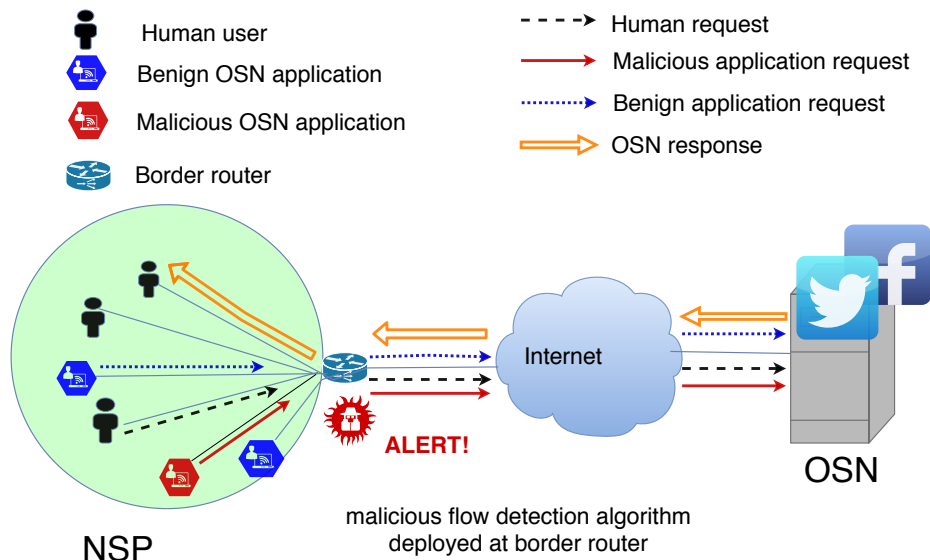 Human user
Benign OSN application
Malicious OSN application
Border router
Human request
Malicious application request
Benign application request
OSN response
Internet
ALERT!
OSN
NSP
malicious flow detection algorithm
deployed at border router